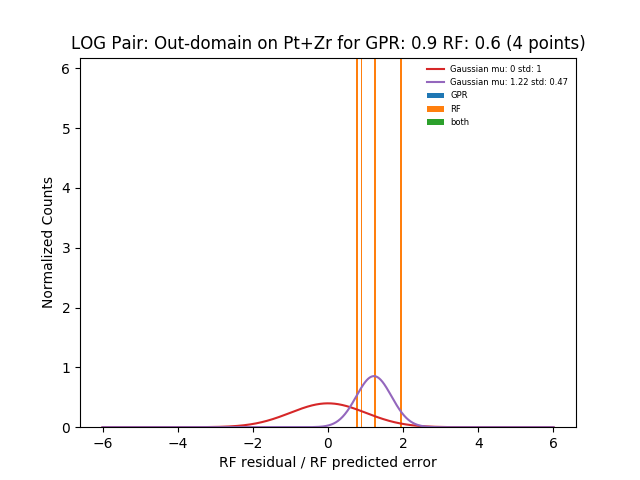 LOG Pair: Out-domain on Pt+Zr for GPR: 0.9 RF: 0.6 (4 points)
Gaussian mu: 0 std: 1
Gaussian mu: 1.22 std: 0.47
GPR
RF
both
6
5
4
3
2
1
0
Normalized Counts
−6 −4 −2 0 2 4 6
RF residual / RF predicted error